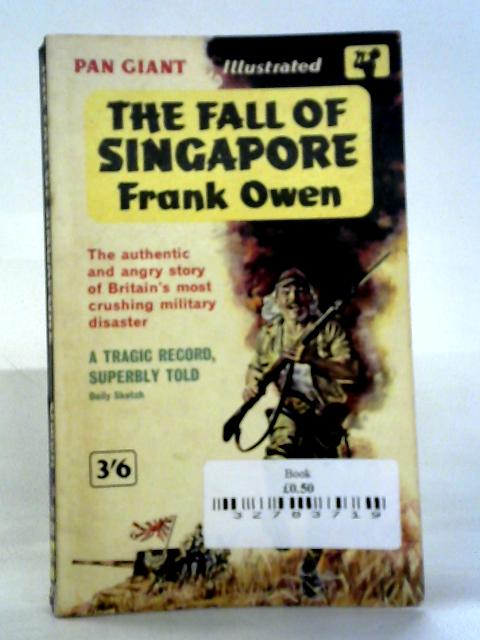 PAN GIANT Illustrated
THE FALL OF
SINGAPORE
Frank Owen
The authentic
and angry story
of Britain's most
crushing military
disaster
A TRAGIC RECORD,
SUPERBLY TOLD
Daily Sketch
3'6
Book
£0.50
32783719